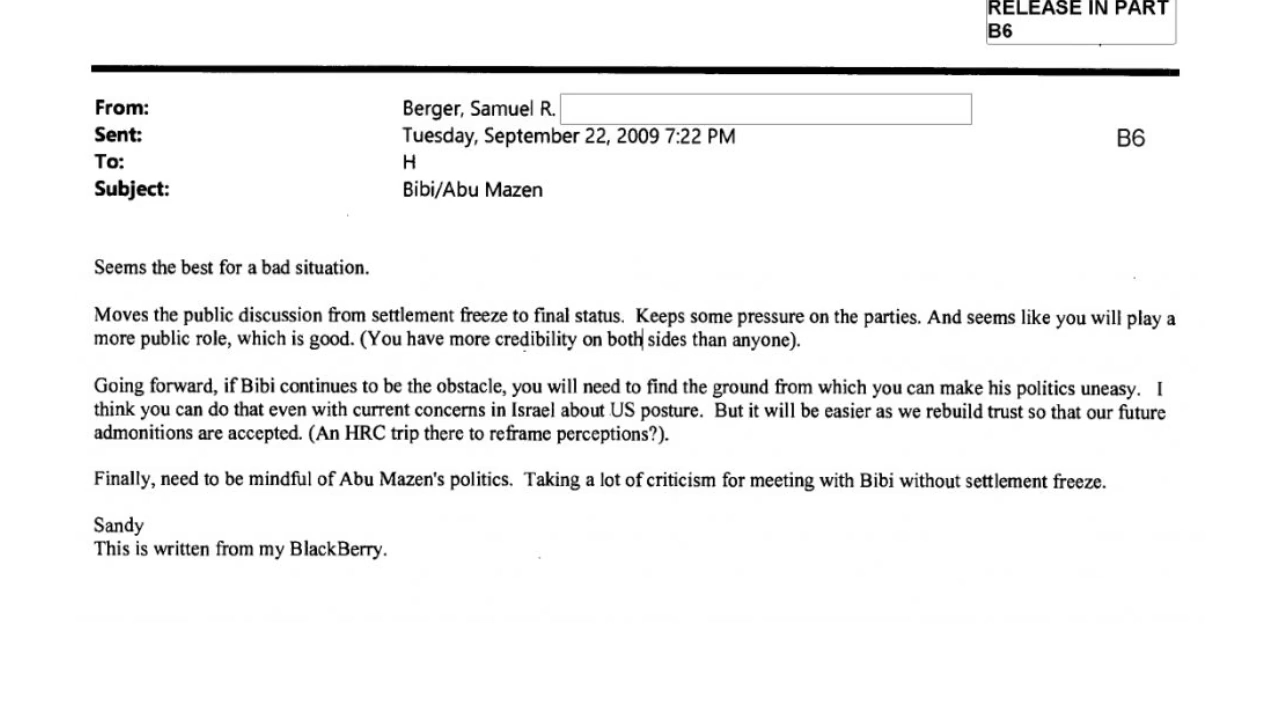 RELEASE IN PART
B6
From: Berger, Samuel R.
Sent: Tuesday, September 22, 2009 7:22 PM
B6
To: H
Subject: Bibi/Abu Mazen
Seems the best for a bad situation.
Moves the public discussion from settlement freeze to final status. Keeps some pressure on the parties. And seems like you will play a
more public role, which is good. (You have more credibility on both sides than anyone).
Going forward, if Bibi continues to be the obstacle, you will need to find the ground from which you can make his politics uneasy. I
think you can do that even with current concerns in Israel about US posture. But it will be easier as we rebuild trust so that our future
admonitions are accepted. (An HRC trip there to reframe perceptions?).
Finally, need to be mindful of Abu Mazen's politics. Taking a lot of criticism for meeting with Bibi without settlement freeze.
Sandy
This is written from my BlackBerry.